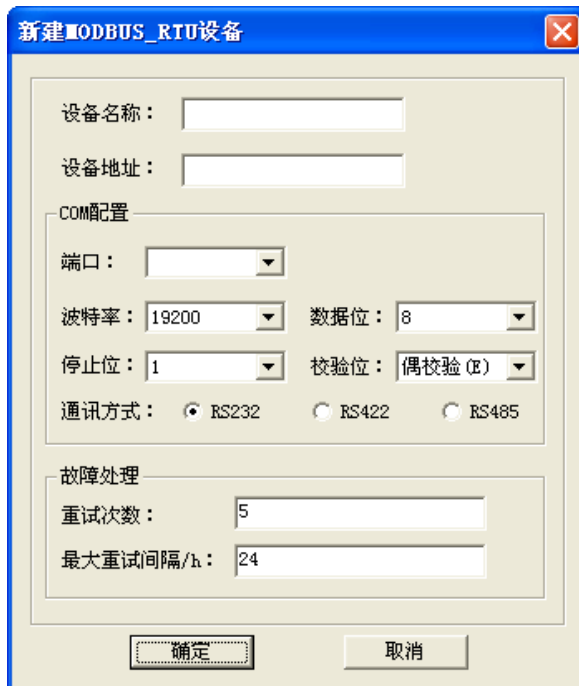 新建MODBUS_RTU设备
设备名称：
设备地址：
COM配置
端口：
波特率： 19200 数据位： 8
停止位： 1 校验位： 偶校验(E)
通讯方式： RS232 RS422 RS485
故障处理
重试次数： 5
最大重试间隔/h： 24
确定 取消